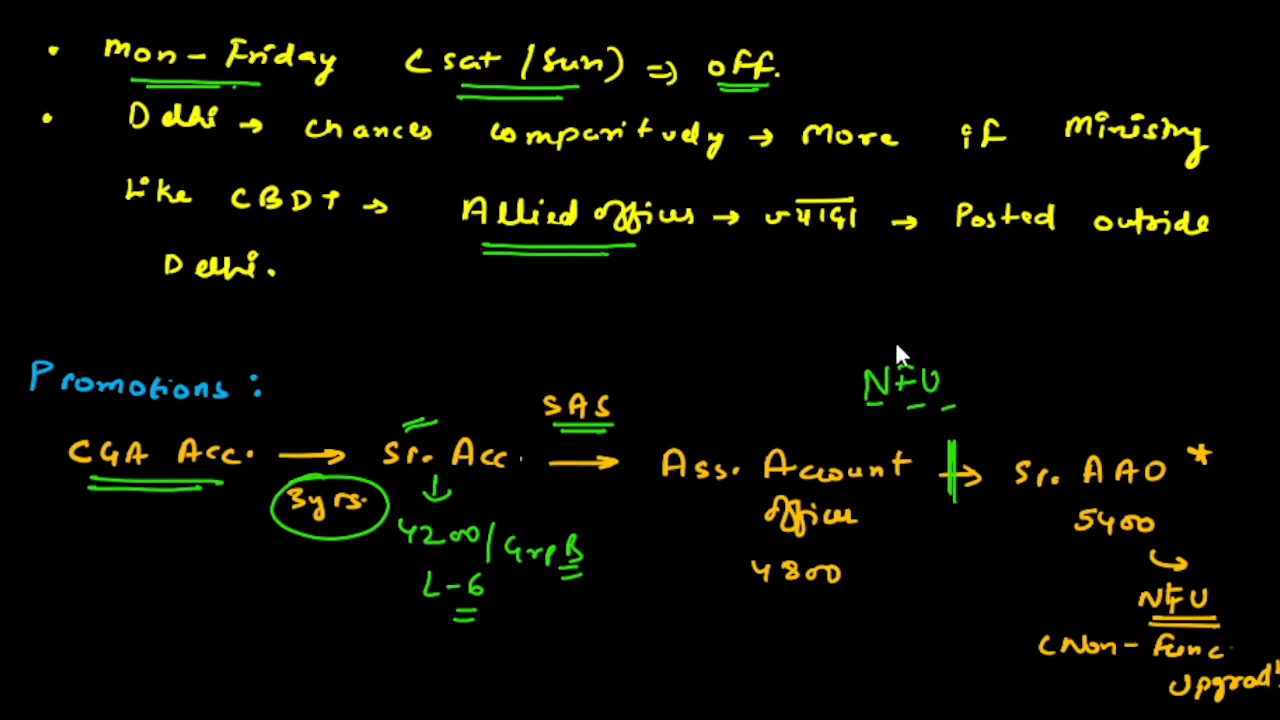 • Mon - Friday (sat / Sun) ⇒ off.
• Delhi → chances comparitvely → more if Ministry
Like CBDT → Allied offices → → Posted outside
Delhi.
NFU
Promotions :
SAS
CGA Acc. → Sr. Acc. → Ass. Account → Sr. AAO *
3yrs. ↓ officer 5400
4200/ Grp B 4800
L-6 NFU
(Non - Func.
upgrad